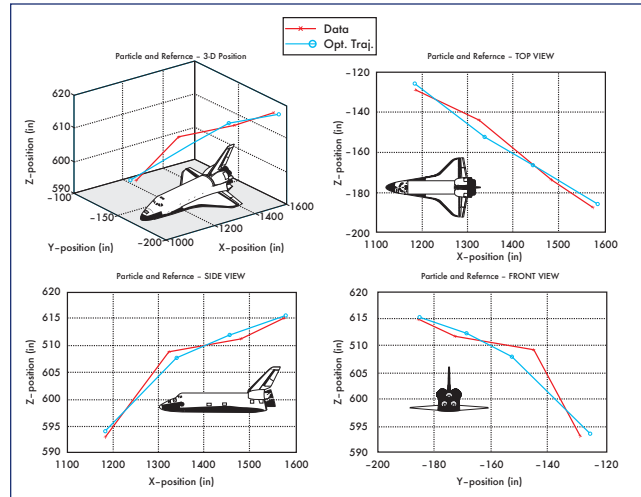 Data
Opt. Traj.
Particle and Refernce – 3-D Position
620
610
600
590
Z-position (in)
-100
-150
-200
Y-position (in)
1000
1200
1400
1600
X-position (in)
Particle and Refernce – TOP VIEW
-120
-140
-160
-180
-200
Y-position (in)
1100 1200 1300 1400 1500 1600
X-position (in)
Particle and Refernce – SIDE VIEW
620
615
510
605
600
595
590
Z-position (in)
1100 1200 1300 1400 1500 1600
X-position (in)
Particle and Refernce – FRONT VIEW
620
615
510
605
600
595
590
Z-position (in)
-200 -180 -160 -140 -120
Y-position (in)